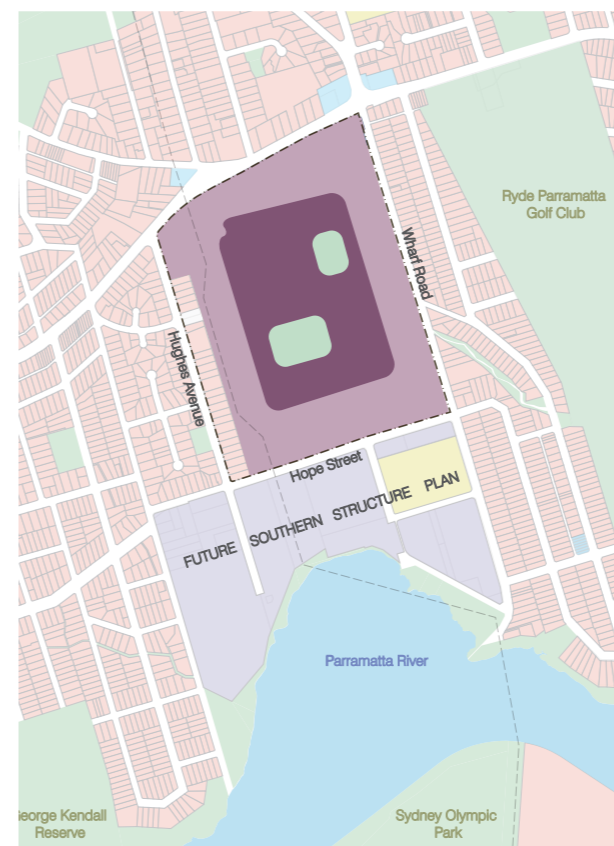 Ryde Parramatta
Golf Club
Wharf Road
Hughes Avenue
Hope Street
FUTURE SOUTHERN STRUCTURE PLAN
Parramatta River
eorge Kendall
Reserve
Sydney Olympic
Park